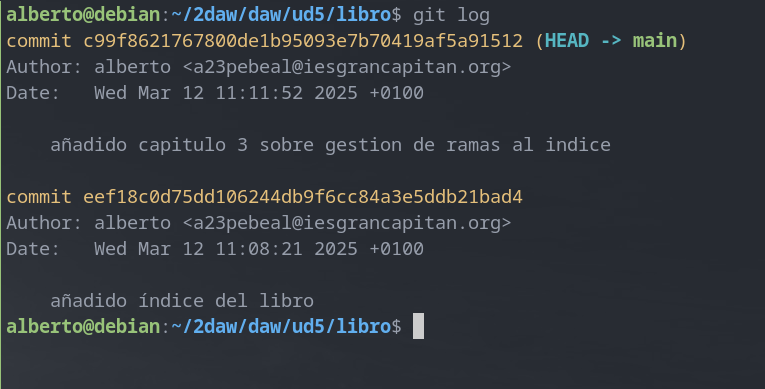 alberto@debian:~/2daw/daw/ud5/libro$ git log
commit c99f8621767800de1b95093e7b70419af5a91512 (HEAD -> main)
Author: alberto <a23pebeal@iesgrancapitan.org>
Date:   Wed Mar 12 11:11:52 2025 +0100
    añadido capitulo 3 sobre gestion de ramas al indice
commit eef18c0d75dd106244db9f6cc84a3e5ddb21bad4
Author: alberto <a23pebeal@iesgrancapitan.org>
Date:   Wed Mar 12 11:08:21 2025 +0100
    añadido índice del libro
alberto@debian:~/2daw/daw/ud5/libro$